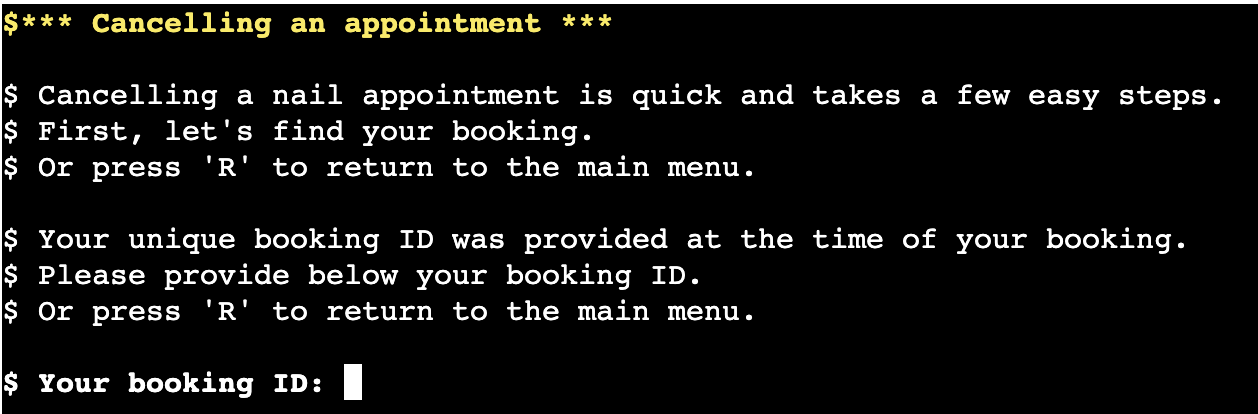 $*** Cancelling an appointment ***
$ Cancelling a nail appointment is quick and takes a few easy steps.
$ First, let's find your booking.
$ Or press 'R' to return to the main menu.
$ Your unique booking ID was provided at the time of your booking.
$ Please provide below your booking ID.
$ Or press 'R' to return to the main menu.
$ Your booking ID: